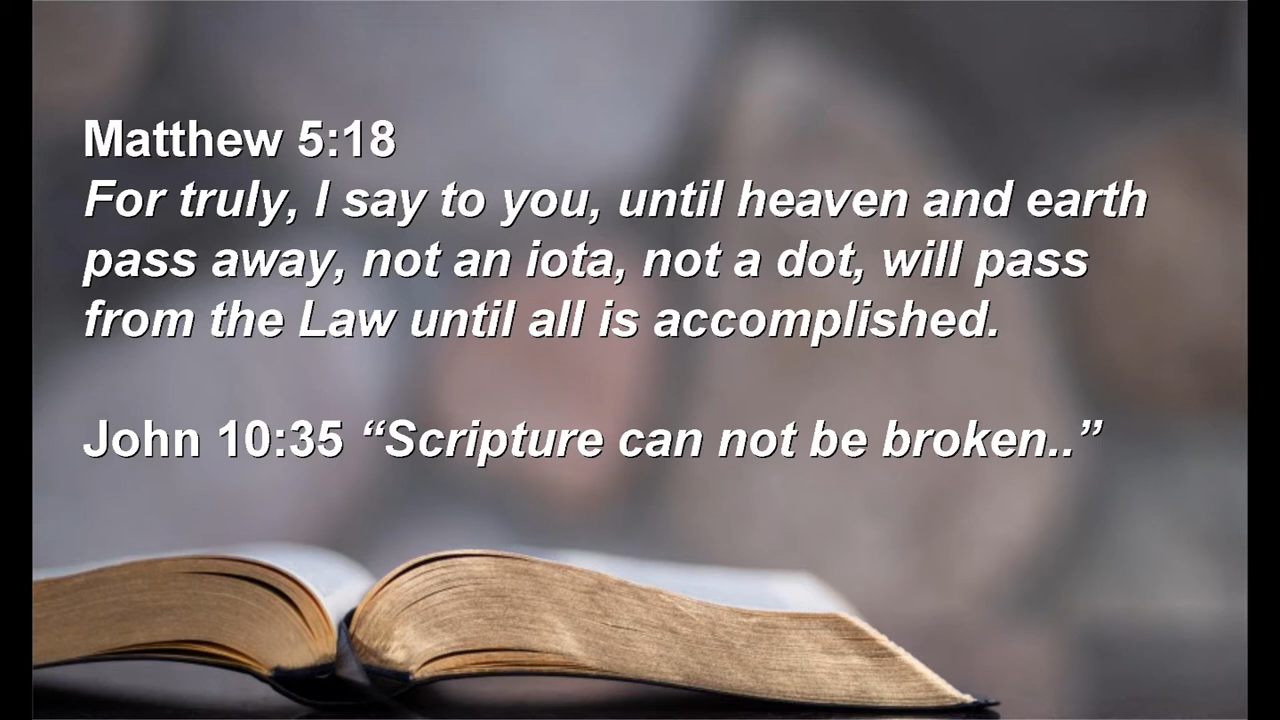 Matthew 5:18
For truly, I say to you, until heaven and earth
pass away, not an iota, not a dot, will pass
from the Law until all is accomplished.
John 10:35 “Scripture can not be broken..”